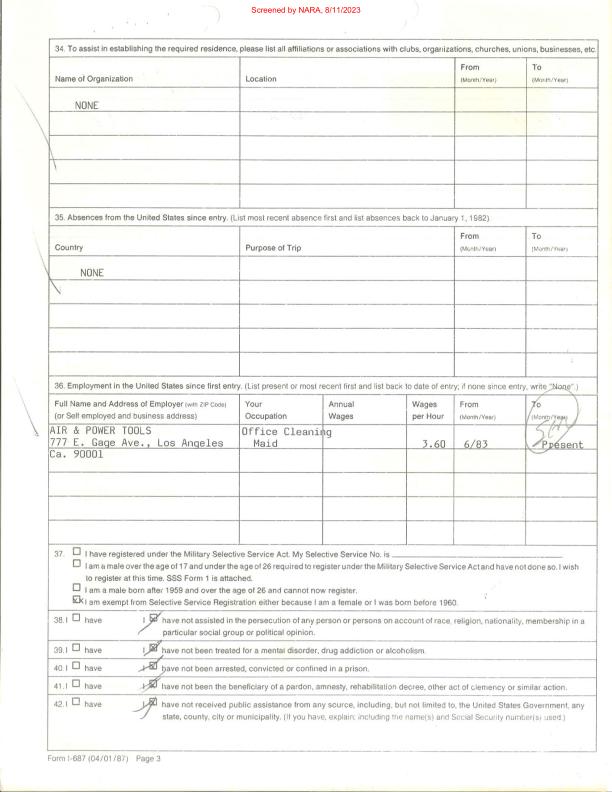 Screened by NARA, 8/11/2023
34. To assist in establishing the required residence, please list all affiliations or associations with clubs, organizations, churches, unions, businesses, etc.
Name of Organization Location From (Month/Year) To (Month/Year)
NONE
35. Absences from the United States since entry. (List most recent absence first and list absences back to January 1, 1982)
Country Purpose of Trip From (Month/Year) To (Month/Year)
NONE
36. Employment in the United States since first entry. (List present or most recent first and list back to date of entry; if none since entry, write "None".)
Full Name and Address of Employer (with ZIP Code) Your Annual Wages From To
(or Self employed and business address) Occupation Wages per Hour (Month/Year) (Month/Year)
AIR & POWER TOOLS Office Cleaning
777 E. Gage Ave., Los Angeles Maid 3.60 6/83 Present
Ca. 90001
37. I have registered under the Military Selective Service Act. My Selective Service No. is
I am a male over the age of 17 and under the age of 26 required to register under the Military Selective Service Act and have not done so. I wish
to register at this time. SSS Form 1 is attached.
I am a male born after 1959 and over the age of 26 and cannot now register.
I am exempt from Selective Service Registration either because I am a female or I was born before 1960.
38. I have I have not assisted in the persecution of any person or persons on account of race, religion, nationality, membership in a
particular social group or political opinion.
39. I have I have not been treated for a mental disorder, drug addiction or alcoholism.
40. I have I have not been arrested, convicted or confined in a prison.
41. I have I have not been the beneficiary of a pardon, amnesty, rehabilitation decree, other act of clemency or similar action.
42. I have I have not received public assistance from any source, including, but not limited to, the United States Government, any
state, county, city or municipality. (If you have, explain, including the name(s) and Social Security number(s) used.)
Form I-687 (04/01/87) Page 3